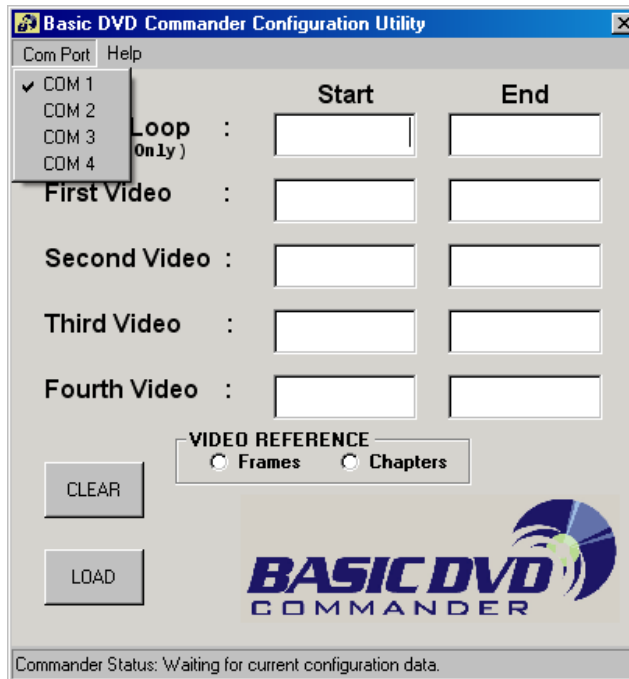 Basic DVD Commander Configuration Utility
Com Port Help
COM 1
COM 2
COM 3
COM 4
Start End
Loop :
Only)
First Video :
Second Video :
Third Video :
Fourth Video :
VIDEO REFERENCE
Frames Chapters
CLEAR
LOAD
BASIC DVD
COMMANDER
Commander Status: Waiting for current configuration data.